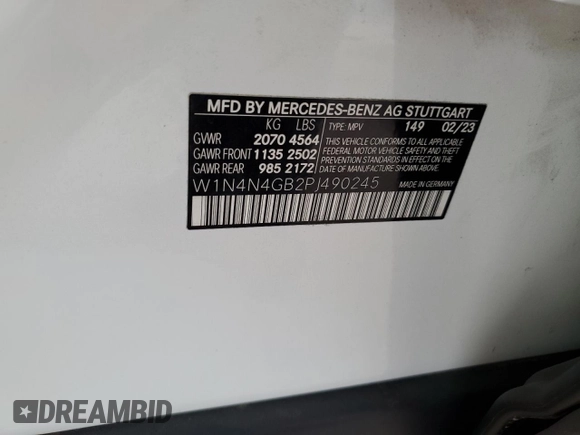 MFD BY MERCEDES-BENZ AG STUTTGART
KG LBS TYPE: MPV 149 02/23
GVWR 2070 4564
GAWR FRONT 1135 2502
GAWR REAR 985 2172
THIS VEHICLE CONFORMS TO ALL APPLICABLE
FEDERAL MOTOR VEHICLE SAFETY AND THEFT
PREVENTION STANDARDS IN EFFECT ON THE
DATE OF MANUFACTURE SHOWN ABOVE.
W1N4N4GB2PJ490245 MADE IN GERMANY
DREAMBID